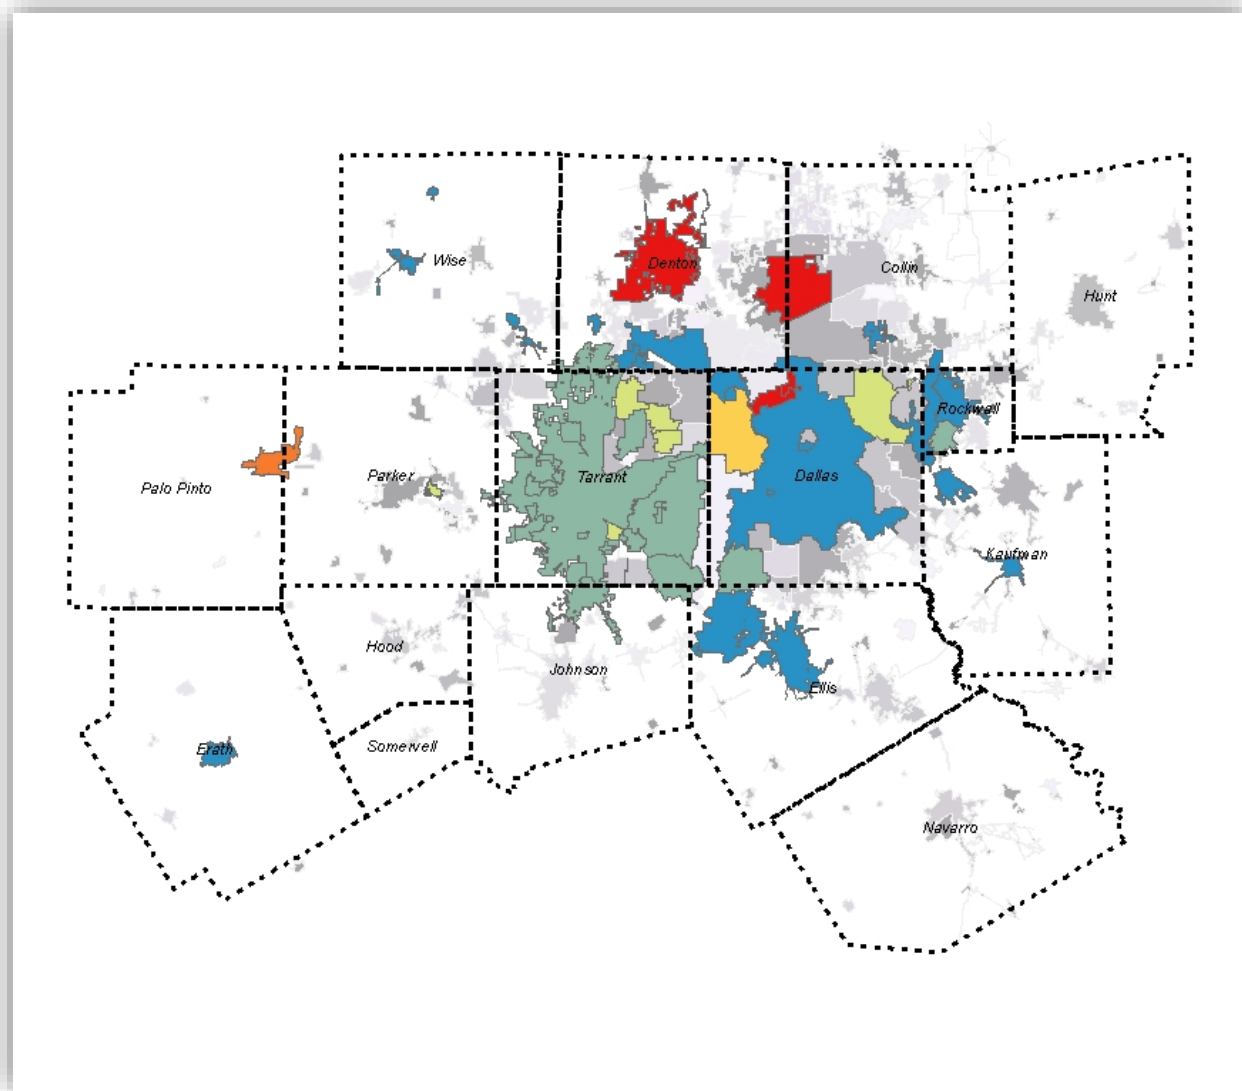 Wise
Denton
Collin
Hunt
Palo Pinto
Parker
Tarrant
Dallas
Rockwall
Kaufman
Hood
Johnson
Ellis
Erath
Somervell
Navarro